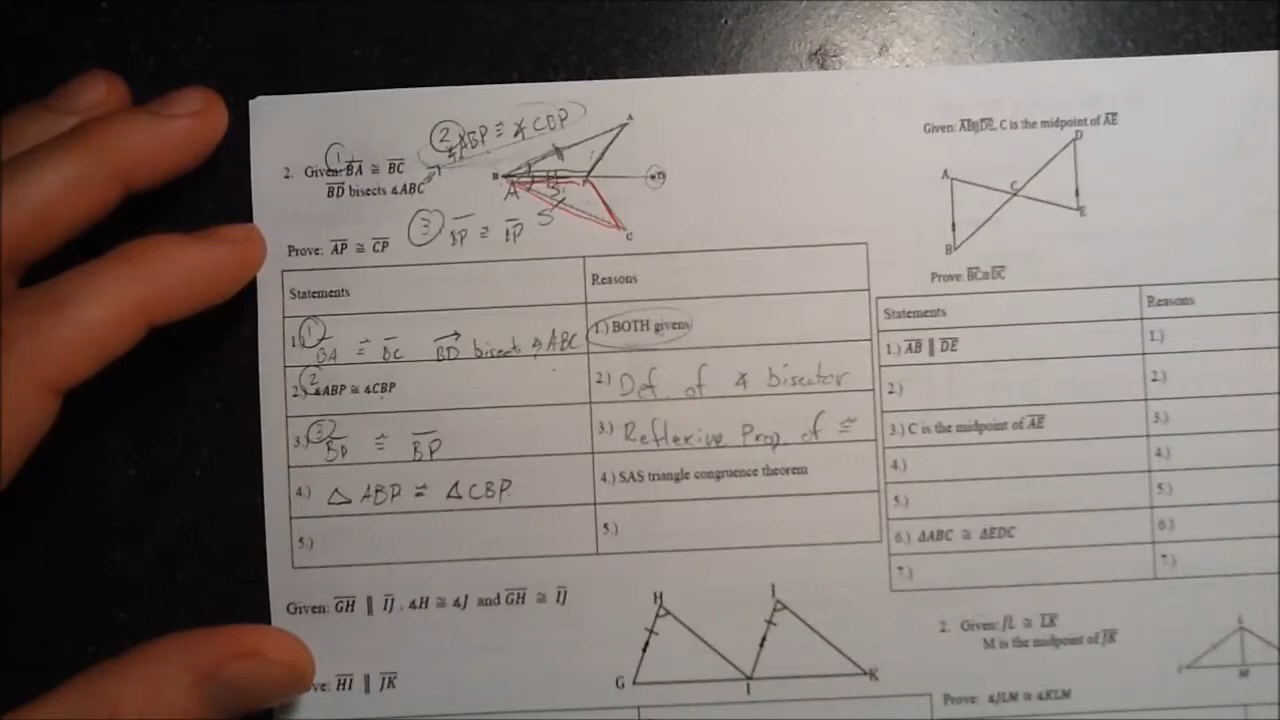 2. Given: BA ≅ BC
BD bisects ∡ABC
1
2 ∡ABP ≅ ∡CBP
3 BP ≅ BP
Prove: AP ≅ CP
A
B
D
C
A
S
S
Statements
Reasons
1. 1 BA ≅ BC BD bisects ∡ABC
1.) BOTH givens
2. 2 ∡ABP ≅ ∡CBP
2) Def. of ∡ bisector
3.) 3 BP ≅ BP
3.) Reflexive Prop. of ≅
4.) △ABP ≅ △CBP
4.) SAS triangle congruence theorem
5.)
5.)
Given: GH ∥ IJ, ∡H ≅ ∡J and GH ≅ IJ
ve: HI ∥ JK
H
J
G
I
K
Given: AB∥DE, C is the midpoint of AE
D
A
C
E
B
Prove: BC≅DC
Statements
Reasons
1.) AB ∥ DE
1.)
2.)
2.)
3.) C is the midpoint of AE
3.)
4.)
4.)
5.)
5.)
6.) ΔABC ≅ ΔEDC
6.)
7.)
7.)
2. Given: JL ≅ LK
M is the midpoint of JK
L
J
M
Prove: ∡JLM ≅ ∡KLM